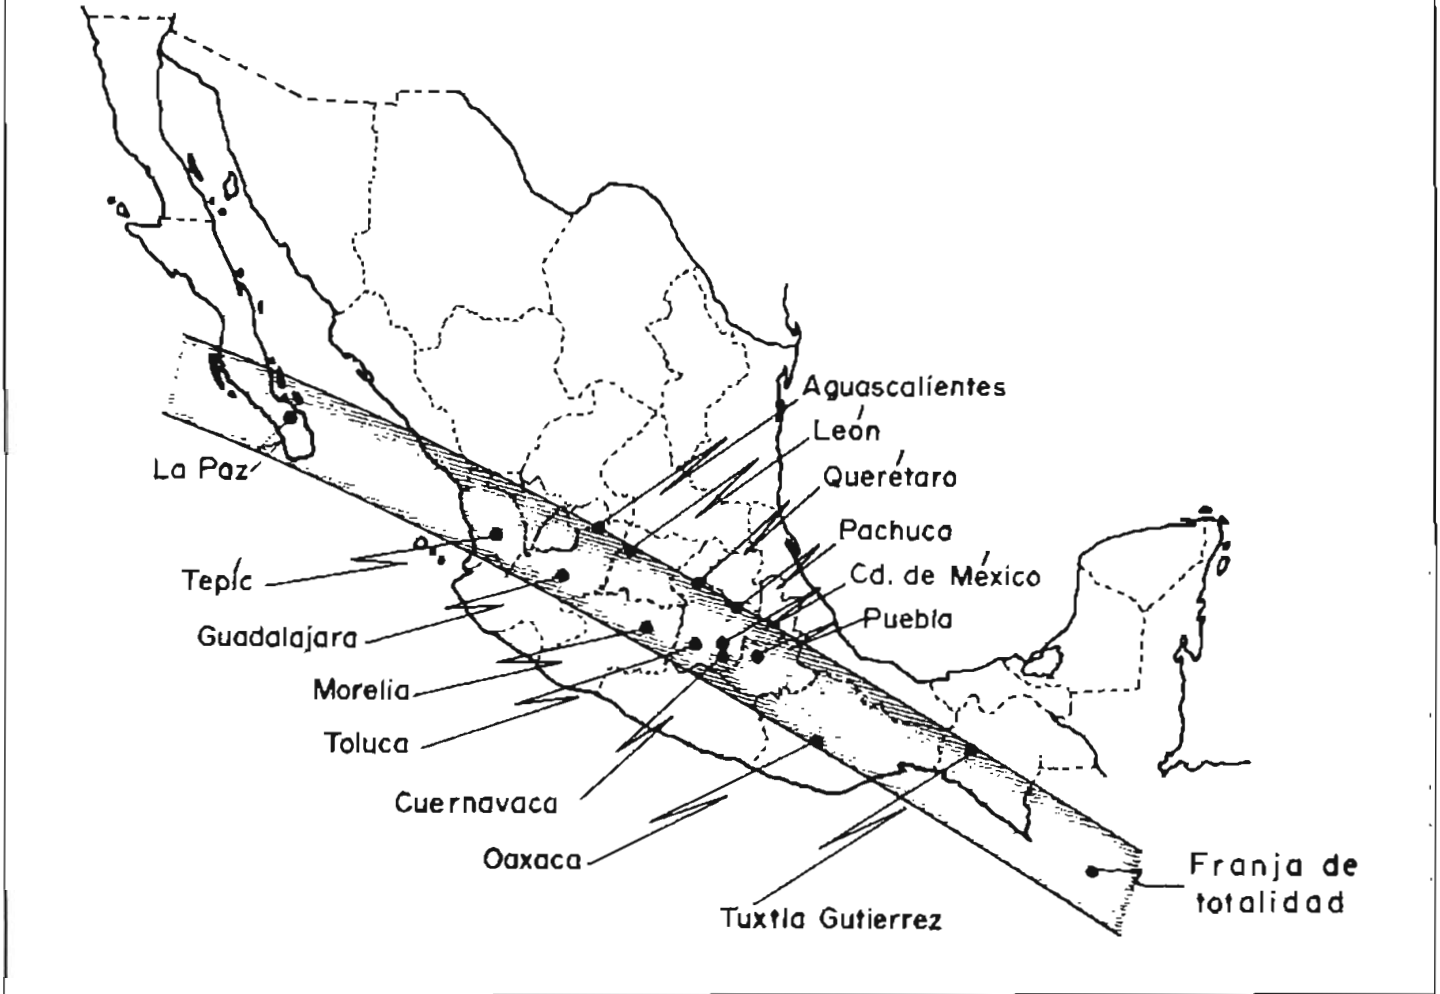 Aguascalientes
León
Querétaro
Pachuca
Cd. de México
Puebla
La Paz
Tepíc
Guadalajara
Morelia
Toluca
Cuernavaca
Oaxaca
Tuxtla Gutierrez
Franja de
totalidad